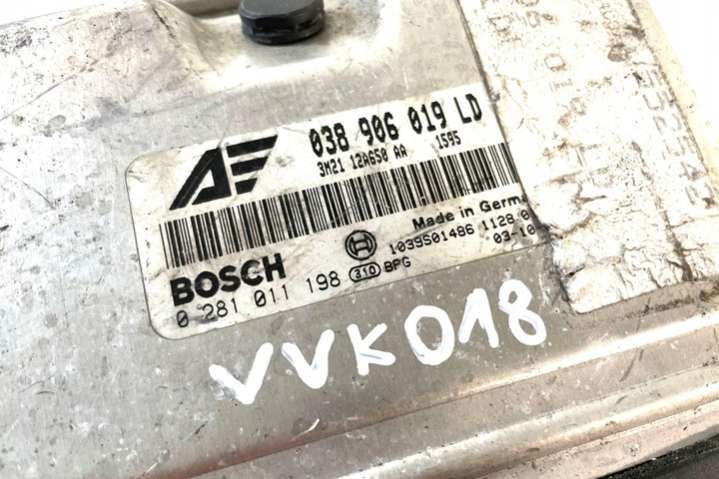 038 906 019 LD
3M21 12A650 AA 1595
Made in Germ
BOSCH
1039S01486 1128
0 281 011 198 310 BPG 03-10
VVK018